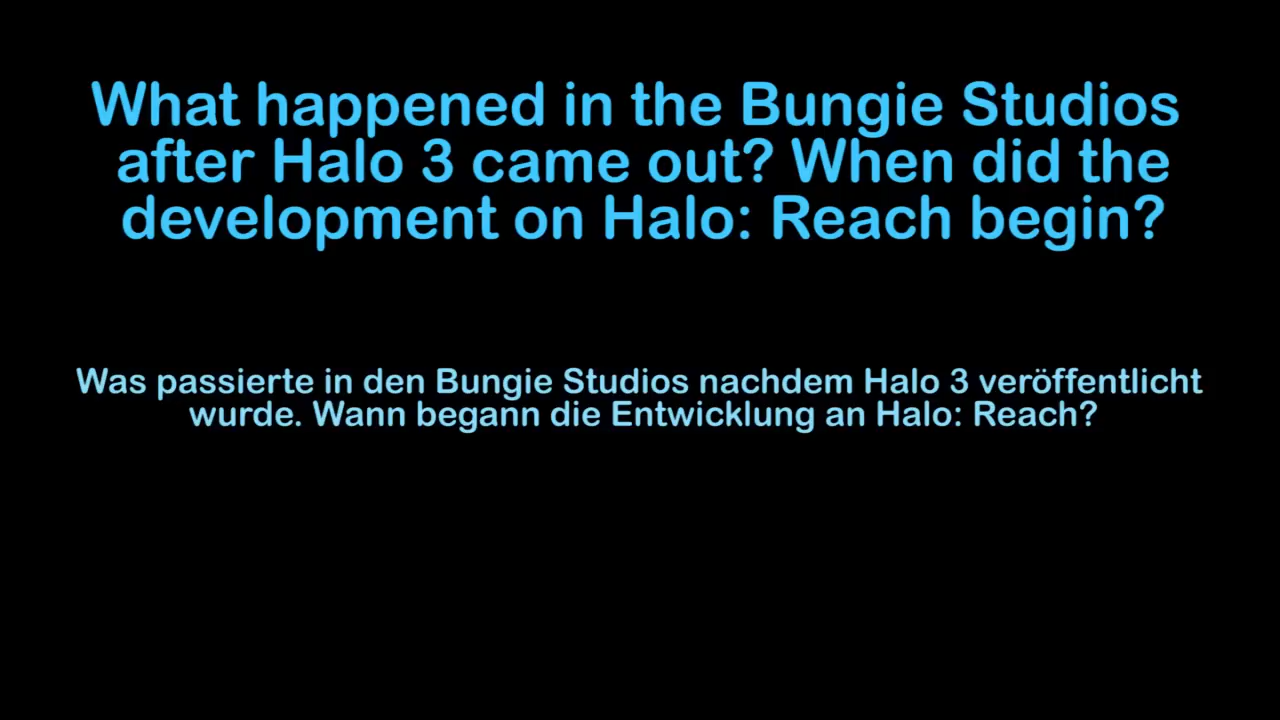 What happened in the Bungie Studios
after Halo 3 came out? When did the
development on Halo: Reach begin?
Was passierte in den Bungie Studios nachdem Halo 3 veröffentlicht
wurde. Wann begann die Entwicklung an Halo: Reach?